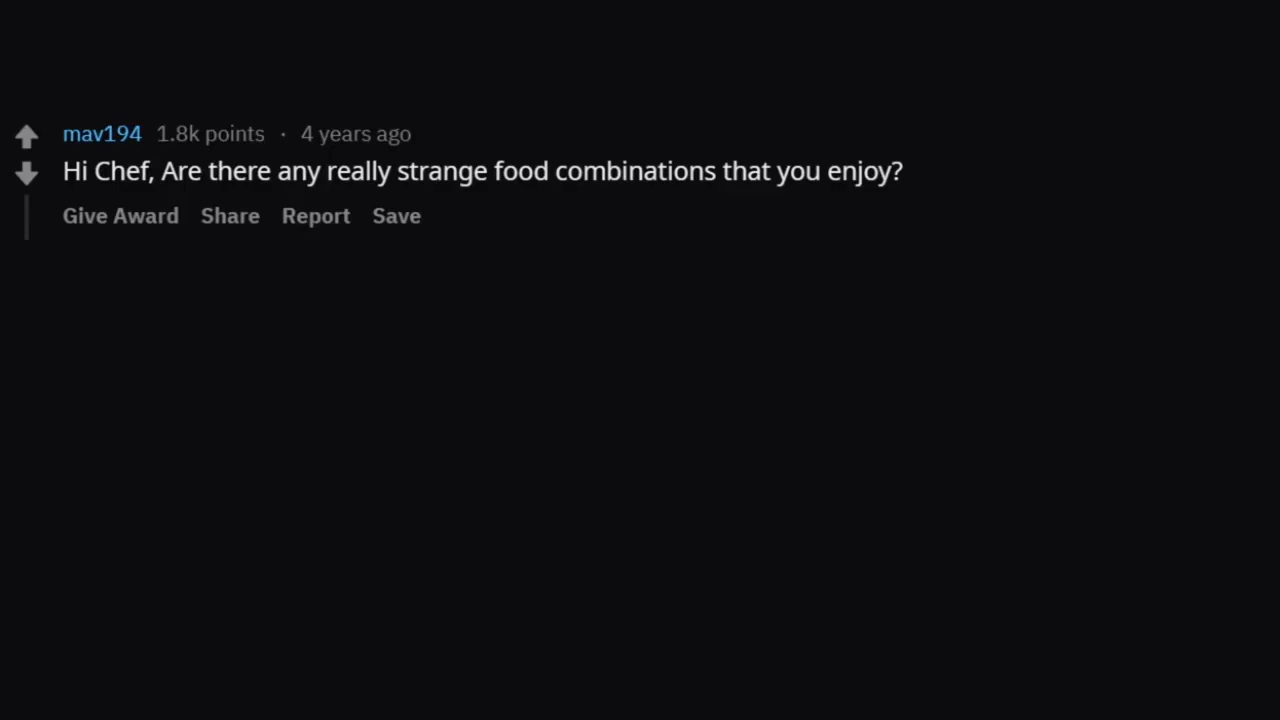 mav194 1.8k points · 4 years ago
Hi Chef, Are there any really strange food combinations that you enjoy?
Give Award Share Report Save